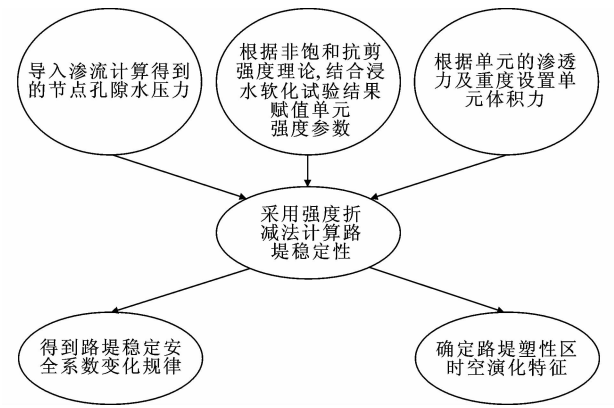 导入渗流计算得到
的节点孔隙水压力
根据非饱和抗剪
强度理论,结合浸
水软化试验结果
赋值单元
强度参数
根据单元的渗透
力及重度设置单
元体积力
采用强度折
减法计算路
堤稳定性
得到路堤稳定安
全系数变化规律
确定路堤塑性区
时空演化特征